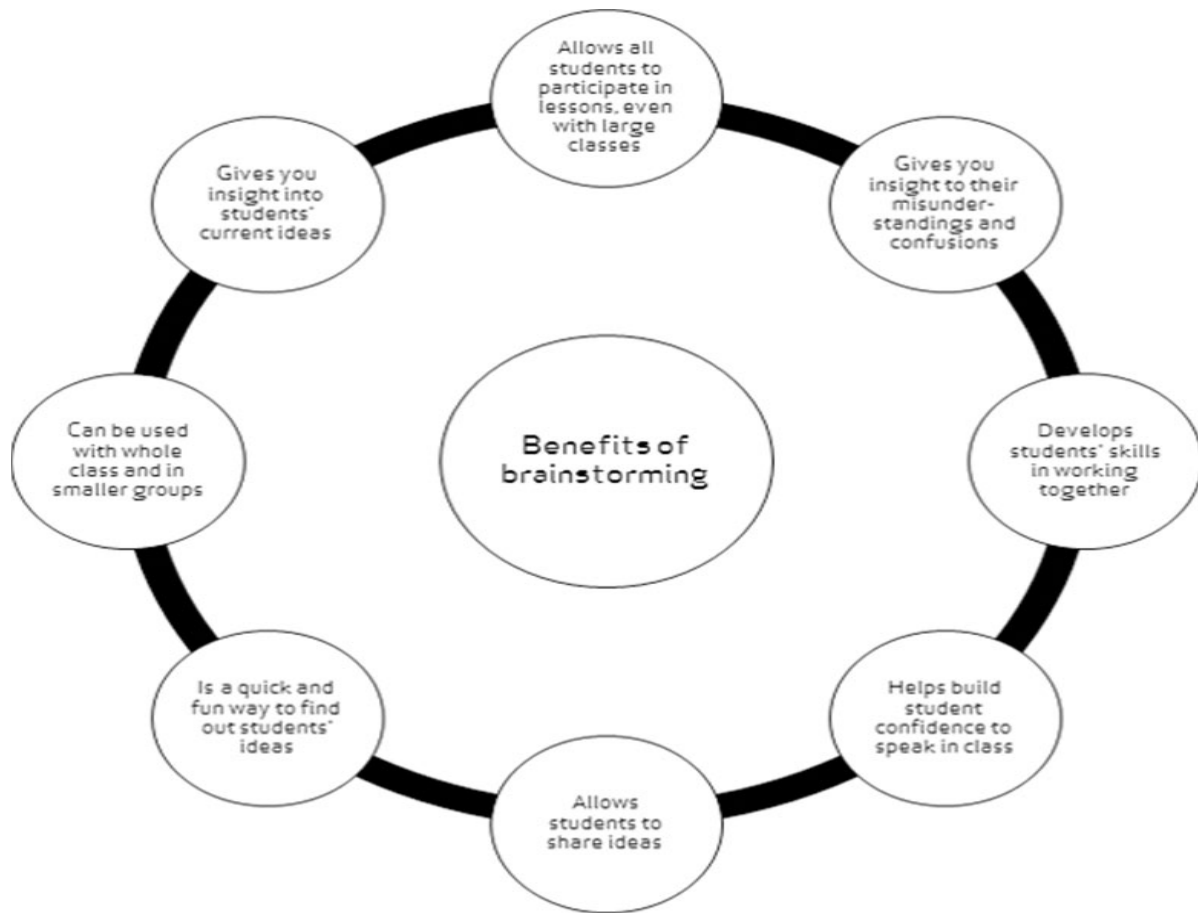 Allows all
students to
participate in
lessons, even
with large
classes
Gives you
insight to their
misunder-
standings and
confusions
Develops
students' skills
in working
together
Helps build
student
confidence to
speak in class
Allows
students to
share ideas
Is a quick and
fun way to find
out students'
ideas
Can be used
with whole
class and in
smaller groups
Gives you
insight into
students'
current ideas
Benefits of
brainstorming